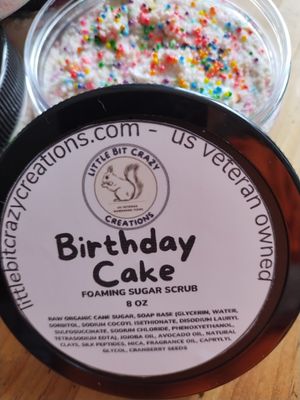 littlebitcrazycreations.com - us veteran owned
LITTLE BIT CRAZY
CREATIONS
Birthday
Cake
FOAMING SUGAR SCRUB
8 OZ
RAW ORGANIC CANE SUGAR, SOAP BASE (GLYCERIN, WATER,
SORBITOL, SODIUM COCOYL ISETHIONATE, DISODIUM LAURYL
SULFOSUCCINATE, SODIUM CHLORIDE, PHENOXYETHANOL,
TETRASODIUM EDTA), JOJOBA OIL, AVOCADO OIL, NATURAL
CLAYS, SILK PEPTIDES, MICA, FRAGRANCE OIL, CAPRYLYL
GLYCOL, CRANBERRY SEEDS